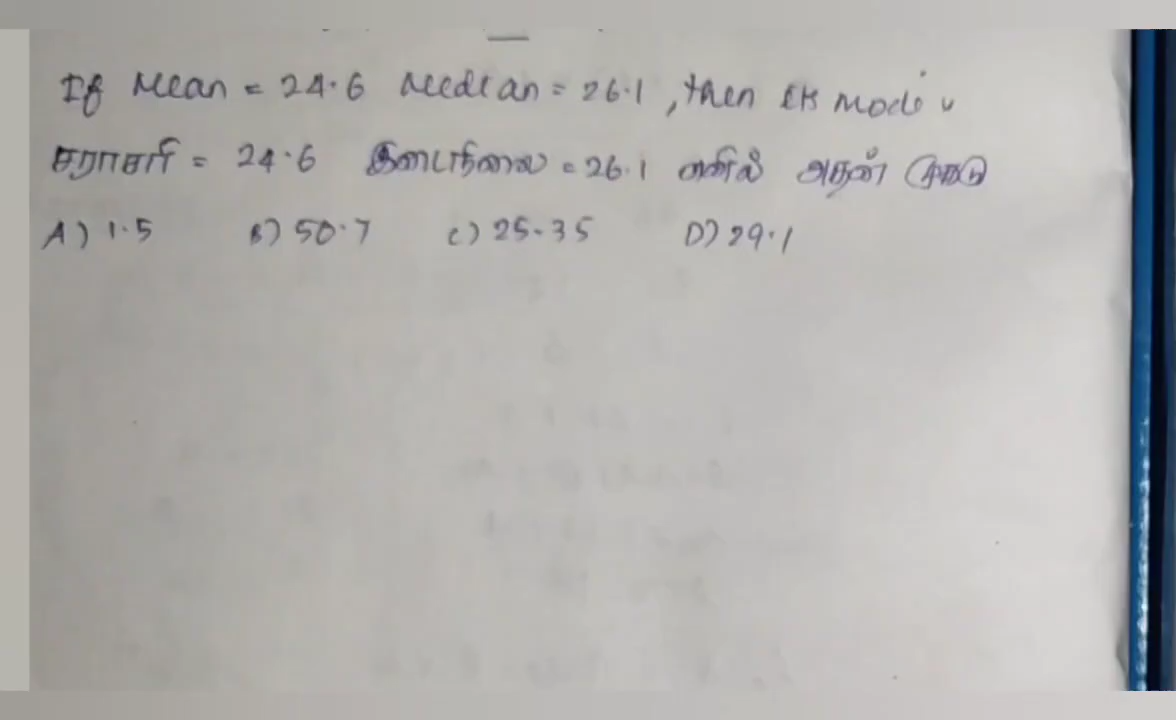 If Mean = 24.6 Median = 26.1, then its mode is
சராசரி = 24.6 இடைநிலை = 26.1 எனில் அதன் முகடு
A) 1.5 B) 50.7 C) 25.35 D) 29.1